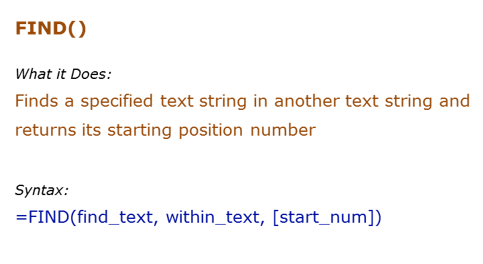 FIND()
What it Does:
Finds a specified text string in another text string and
returns its starting position number
Syntax:
=FIND(find_text, within_text, [start_num])